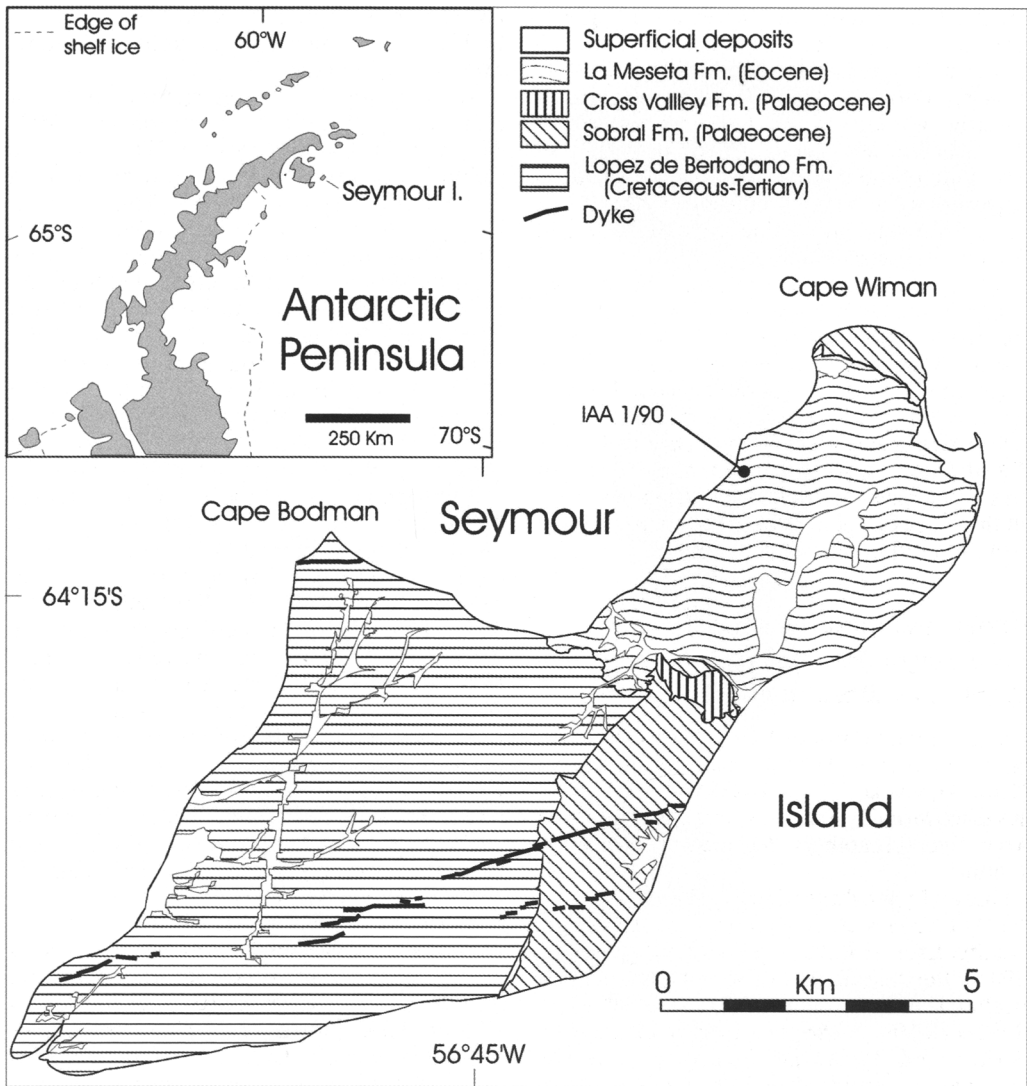 Edge of
shelf ice
60°W
Seymour I.
65°S
Antarctic
Peninsula
250 Km
70°S
Superficial deposits
La Meseta Fm. (Eocene)
Cross Vallley Fm. (Palaeocene)
Sobral Fm. (Palaeocene)
Lopez de Bertodano Fm.
(Cretaceous-Tertiary)
Dyke
Cape Wiman
IAA 1/90
Cape Bodman
Seymour
64°15'S
Island
0 Km 5
56°45'W